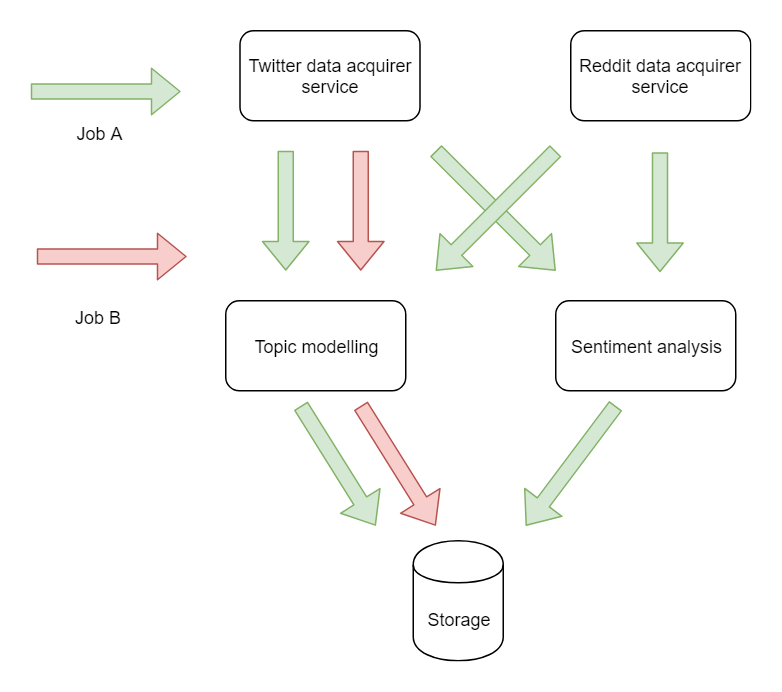 Twitter data acquirer
service
Reddit data acquirer
service
Job A
Job B
Topic modelling
Sentiment analysis
Storage